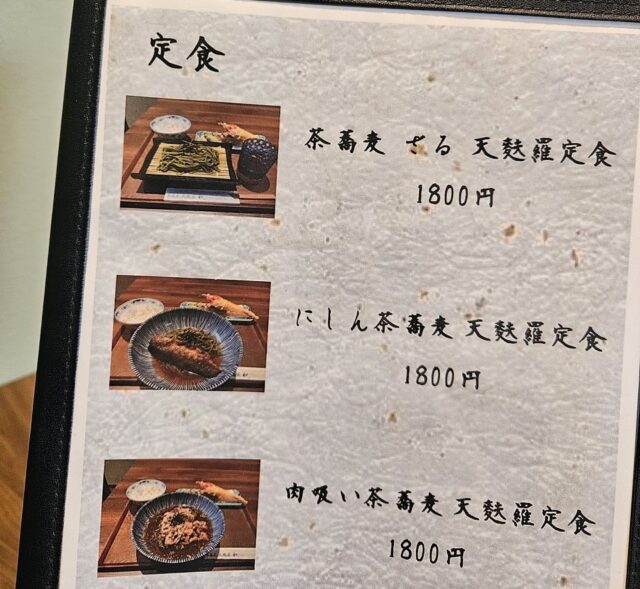 定食
茶蕎麦 ざる 天麩羅定食
1800円
にしん茶蕎麦 天麩羅定食
1800円
肉吸い茶蕎麦 天麩羅定食
1800円